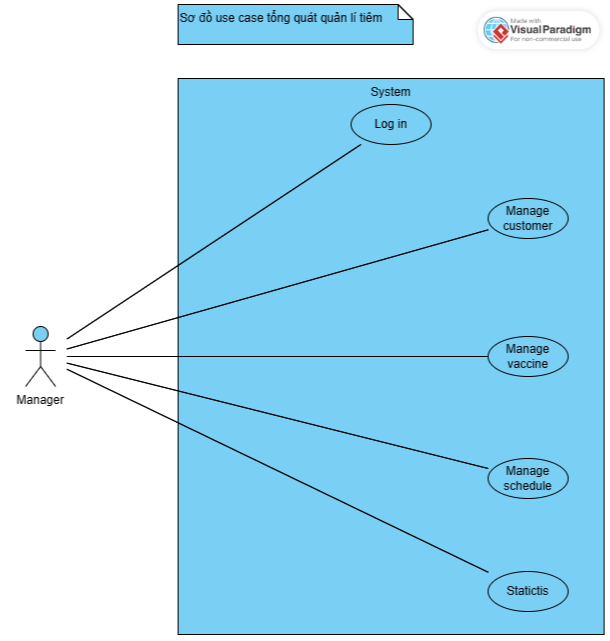 Sơ đồ use case tổng quát quản lí tiêm
Made with
Visual Paradigm
For non-commercial use
System
Log in
Manage
customer
Manage
vaccine
Manager
Manage
schedule
Statictis